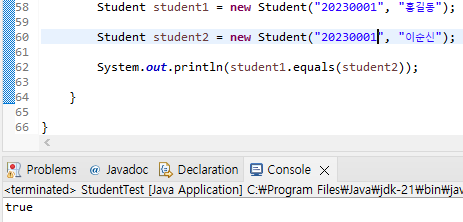 58 Student student1 = new Student("20230001", "홍길동");
59
60 Student student2 = new Student("20230001", "이순신");
61
62 System.out.println(student1.equals(student2));
63
64 }
65
66 }
Problems @ Javadoc Declaration Console
<terminated> StudentTest [Java Application] C:₩Program Files₩Java₩jdk-21₩bin₩jav
true